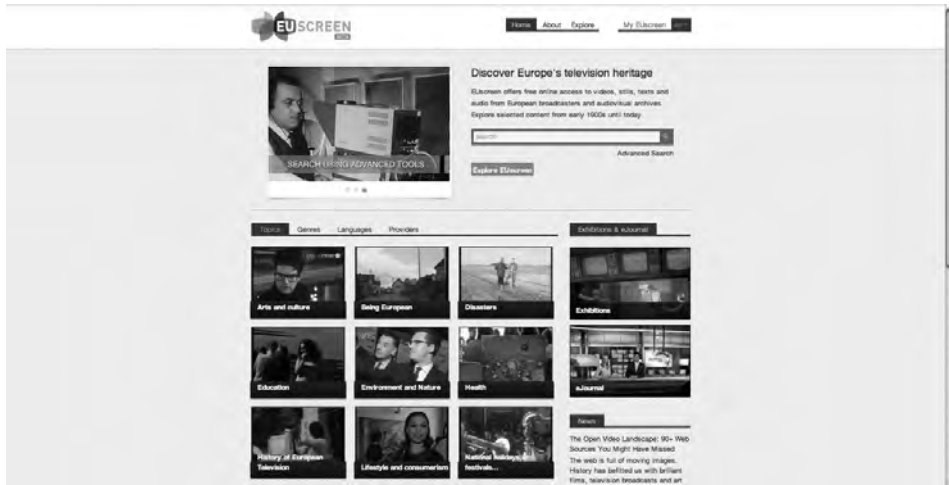 EUSCREEN
BETA
Home About Explore My EUscreen
Discover Europe's television heritage
EUscreen offers free online access to videos, stills, texts and
audio from European broadcasters and audiovisual archives.
Explore selected content from early 1900s until today.
search
Advanced Search
Explore EUscreen
SEARCH USING ADVANCED TOOLS
Topics Genres Languages Providers
Exhibitions & eJournal
Arts and culture
Being European
Disasters
Exhibitions
Education
Environment and Nature
Health
eJournal
History of European
Television
Lifestyle and consumerism
National holidays,
festivals...
News
The Open Video Landscape: 90+ Web
Sources You Might Have Missed
The web is full of moving images.
History has befitted us with brilliant
films, television broadcasts and art